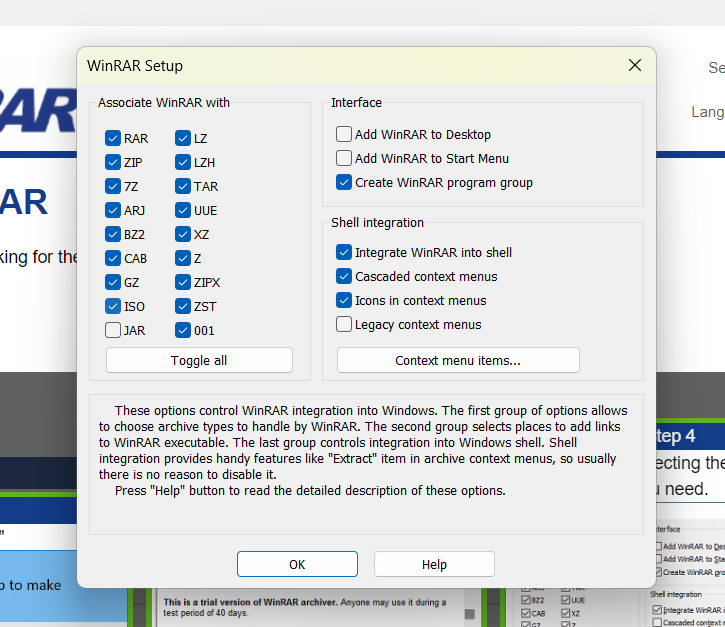 Se
WinRAR Setup
AR
Lang
Associate WinRAR with
RAR
LZ
ZIP
LZH
7Z
TAR
ARJ
UUE
BZ2
XZ
CAB
Z
GZ
ZIPX
ISO
ZST
JAR
001
Toggle all
Interface
Add WinRAR to Desktop
Add WinRAR to Start Menu
Create WinRAR program group
Shell integration
Integrate WinRAR into shell
Cascaded context menus
Icons in context menus
Legacy context menus
Context menu items...
AR
king for the
These options control WinRAR integration into Windows. The first group of options allows
to choose archive types to handle by WinRAR. The second group selects places to add links
to WinRAR executable. The last group controls integration into Windows shell. Shell
integration provides handy features like "Extract" item in archive context menus, so usually
there is no reason to disable it.
Press "Help" button to read the detailed description of these options.
OK
Help
tep 4
ecting the
u need.
"
p to make
This is a trial version of WinRAR archiver. Anyone may use it during a
test period of 40 days.
BZ2
UUE
CAB
XZ
GZ
Z
terface
Add WinRAR to Des
Add WinRAR to Sta
Create WinRAR pro
Shell integration
Integrate WinRAR i
Cascaded context m